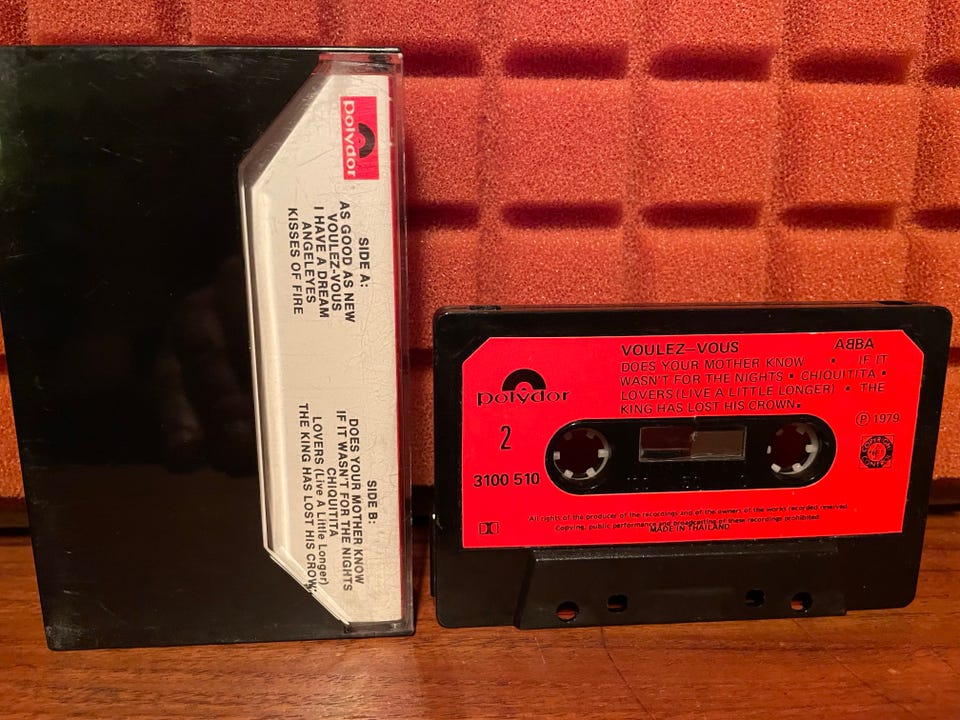 polydor
SIDE A:
AS GOOD AS NEW
VOULEZ-VOUS
I HAVE A DREAM
ANGELEYES
KISSES OF FIRE
SIDE B:
DOES YOUR MOTHER KNOW
IF IT WASN'T FOR THE NIGHTS
CHIQUITITA
LOVERS (Live A Little Longer)
THE KING HAS LOST HIS CROW
polydor
2
3100 510
VOULEZ-VOUS ABBA
DOES YOUR MOTHER KNOW • IF IT
WASN'T FOR THE NIGHTS • CHIQUITITA •
LOVERS (LIVE A LITTLE LONGER) • THE
KING HAS LOST HIS CROWN.
℗ 1979
All rights of the producer of the recordings and of the owners of the works recorded reserved.
Copying, public performance and broadcasting of these recordings prohibited.
MADE IN THAILAND